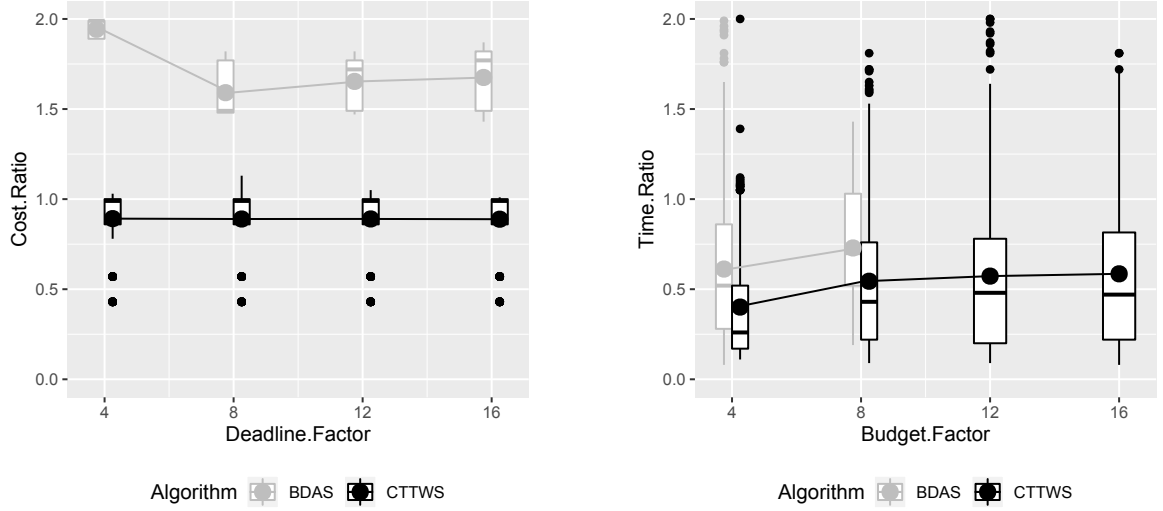 2.0
1.5
1.0
0.5
0.0
Cost.Ratio
4 8 12 16
Deadline.Factor
Algorithm BDAS CTTWS
2.0
1.5
1.0
0.5
0.0
Time.Ratio
4 8 12 16
Budget.Factor
Algorithm BDAS CTTWS